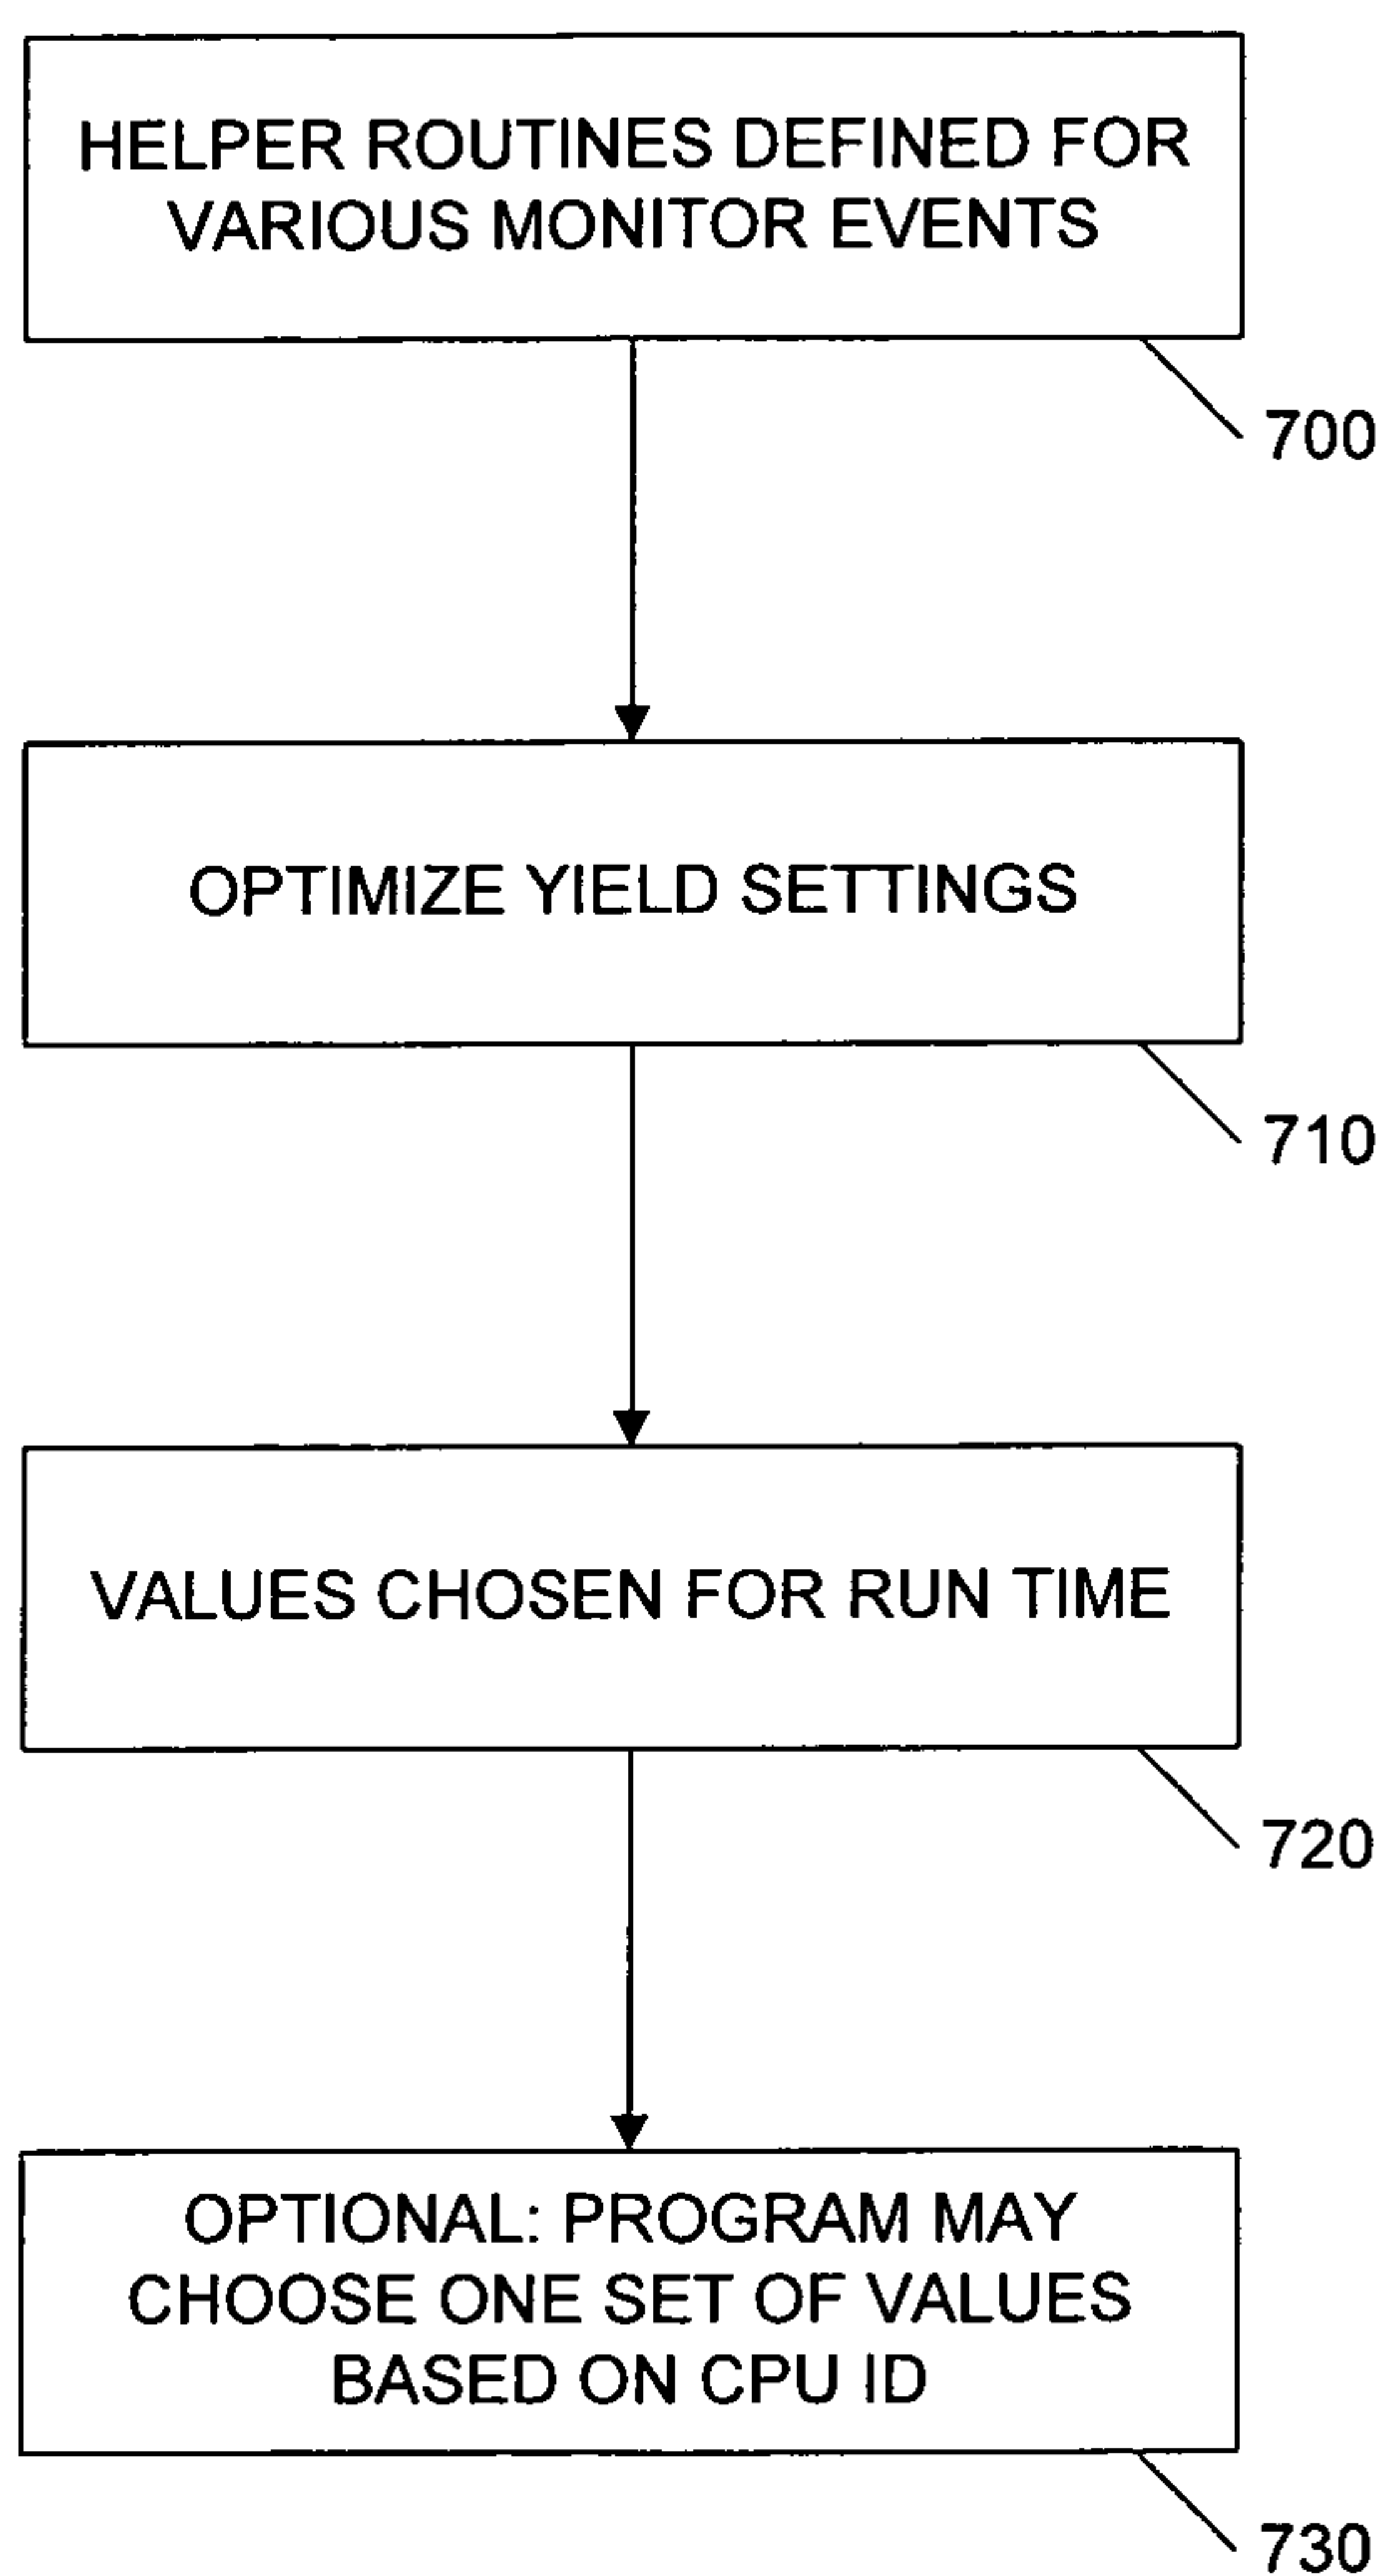 HELPER ROUTINES DEFINED FOR
VARIOUS MONITOR EVENTS
700
OPTIMIZE YIELD SETTINGS
710
VALUES CHOSEN FOR RUN TIME
720
OPTIONAL: PROGRAM MAY
CHOOSE ONE SET OF VALUES
BASED ON CPU ID
730